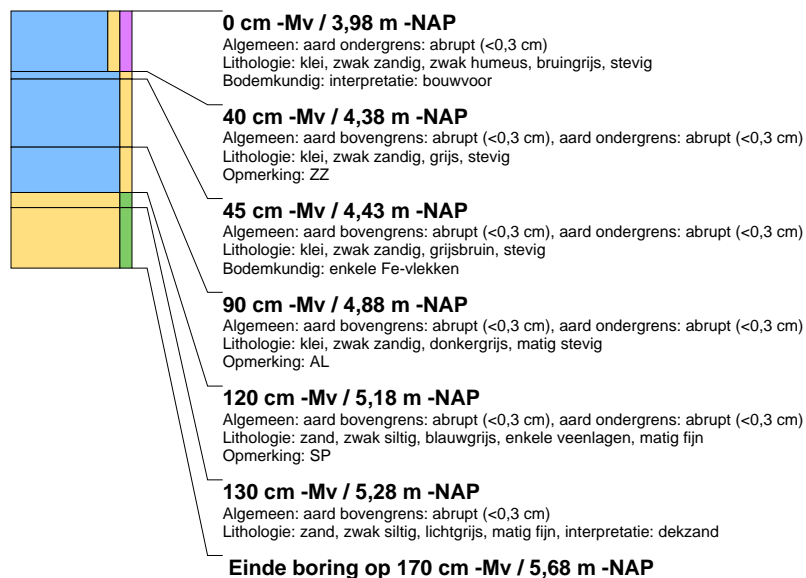 0 cm -Mv / 3,98 m -NAP
Algemeen: aard ondergrens: abrupt (<0,3 cm)
Lithologie: klei, zwak zandig, zwak humeus, bruingrijs, stevig
Bodemkundig: interpretatie: bouwvoor
40 cm -Mv / 4,38 m -NAP
Algemeen: aard bovengrens: abrupt (<0,3 cm), aard ondergrens: abrupt (<0,3 cm)
Lithologie: klei, zwak zandig, grijs, stevig
Opmerking: ZZ
45 cm -Mv / 4,43 m -NAP
Algemeen: aard bovengrens: abrupt (<0,3 cm), aard ondergrens: abrupt (<0,3 cm)
Lithologie: klei, zwak zandig, grijsbruin, stevig
Bodemkundig: enkele Fe-vlekken
90 cm -Mv / 4,88 m -NAP
Algemeen: aard bovengrens: abrupt (<0,3 cm), aard ondergrens: abrupt (<0,3 cm)
Lithologie: klei, zwak zandig, donkergrijs, matig stevig
Opmerking: AL
120 cm -Mv / 5,18 m -NAP
Algemeen: aard bovengrens: abrupt (<0,3 cm), aard ondergrens: abrupt (<0,3 cm)
Lithologie: zand, zwak siltig, blauwgrijs, enkele veenlagen, matig fijn
Opmerking: SP
130 cm -Mv / 5,28 m -NAP
Algemeen: aard bovengrens: abrupt (<0,3 cm)
Lithologie: zand, zwak siltig, lichtgrijs, matig fijn, interpretatie: dekzand
Einde boring op 170 cm -Mv / 5,68 m -NAP